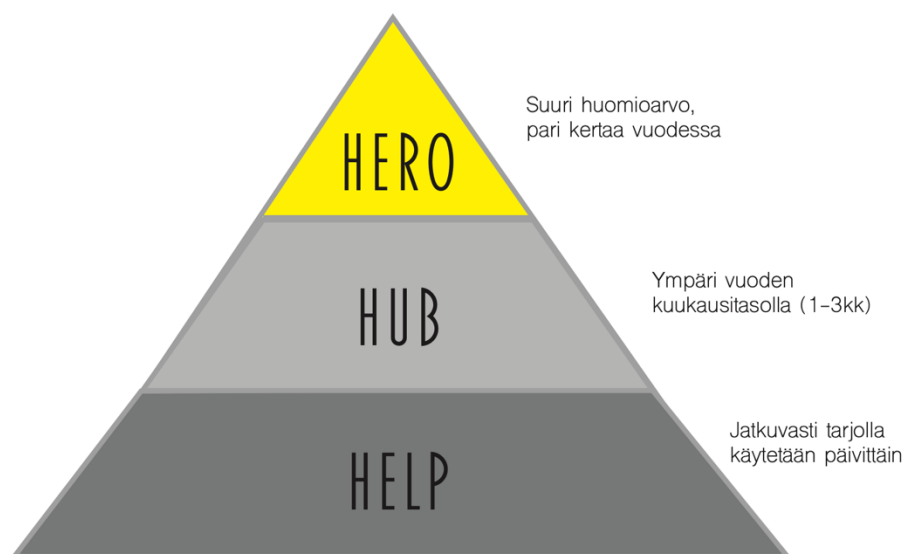 HERO
Suuri huomioarvo,
pari kertaa vuodessa
HUB
Ympäri vuoden
kuukausitasolla (1-3kk)
HELP
Jatkuvasti tarjolla
käytetään päivittäin